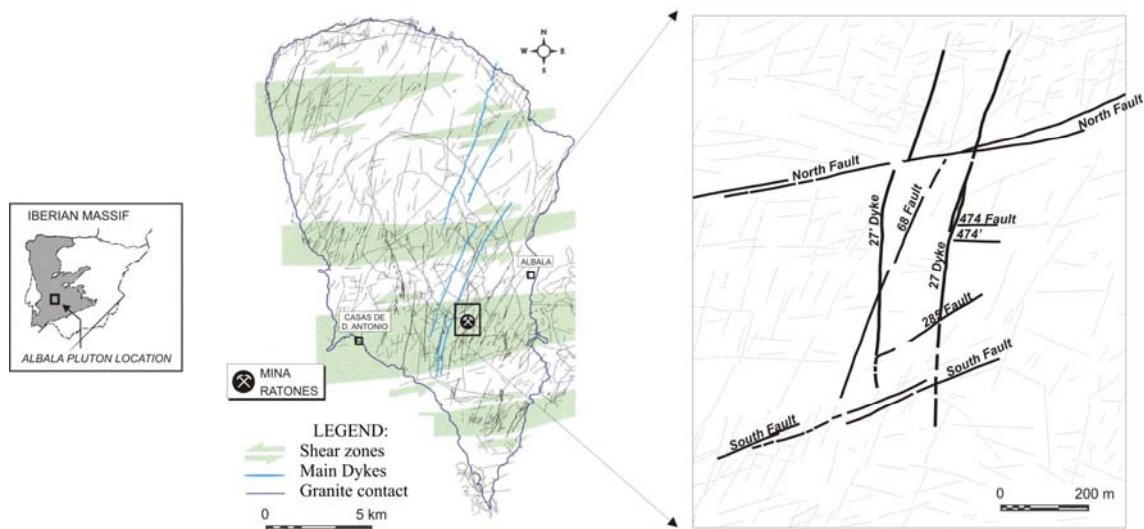 IBERIAN MASSIF
ALBALA PLUTON LOCATION
N
W E
S
ALBALA
CASAS DE
D. ANTONIO
MINA
RATONES
LEGEND:
Shear zones
Main Dykes
Granite contact
0 5 km
North Fault
North Fault
27' Dyke
68 Fault
474 Fault
474'
27 Dyke
285 Fault
South Fault
South Fault
0 200 m